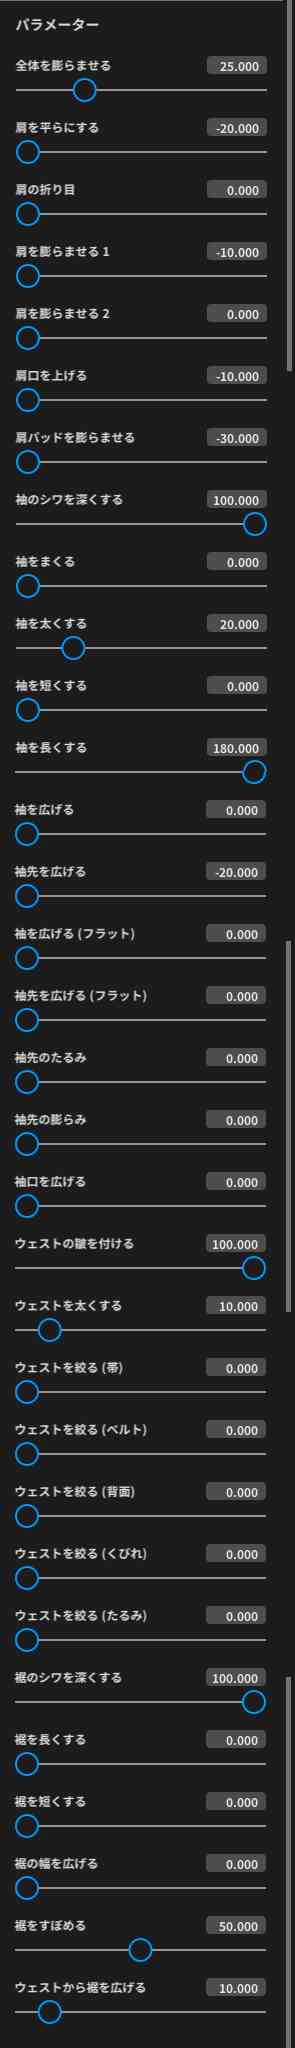 パラメーター
全体を膨らませる 25.000
肩を平らにする -20.000
肩の折り目 0.000
肩を膨らませる 1 -10.000
肩を膨らませる 2 0.000
肩口を上げる -10.000
肩パッドを膨らませる -30.000
袖のシワを深くする 100.000
袖をまくる 0.000
袖を太くする 20.000
袖を短くする 0.000
袖を長くする 180.000
袖を広げる 0.000
袖先を広げる -20.000
袖を広げる (フラット) 0.000
袖先を広げる (フラット) 0.000
袖先のたるみ 0.000
袖先の膨らみ 0.000
袖口を広げる 0.000
ウェストの皺を付ける 100.000
ウェストを太くする 10.000
ウェストを絞る (帯) 0.000
ウェストを絞る (ベルト) 0.000
ウェストを絞る (背面) 0.000
ウェストを絞る (くびれ) 0.000
ウェストを絞る (たるみ) 0.000
裾のシワを深くする 100.000
裾を長くする 0.000
裾を短くする 0.000
裾の幅を広げる 0.000
裾をすぼめる 50.000
ウェストから裾を広げる 10.000